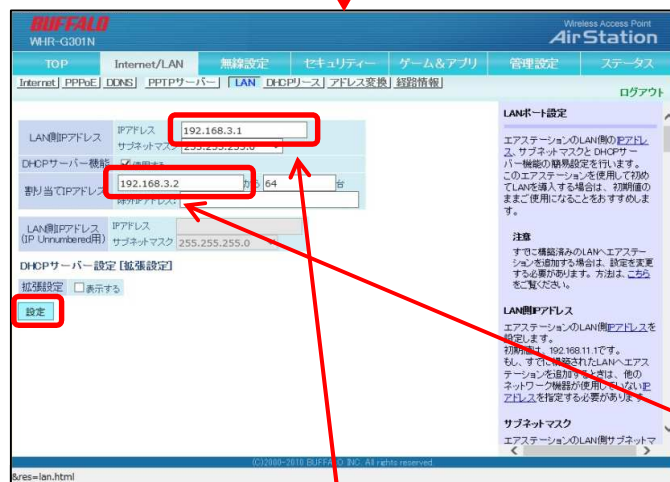 BUFFALO
WHR-G301N
Wireless Access Point
AirStation
TOP Internet/LAN 無線設定 セキュリティー ゲーム&アプリ 管理設定 ステータス
Internet PPPoE DDNS PPTPサーバー LAN DHCPリース アドレス変換 経路情報
ログアウト
LAN側IPアドレス
IPアドレス 192.168.3.1
サブネットマスク 255.255.255.0
DHCPサーバー機能 使用する
割り当てIPアドレス 192.168.3.2 から 64 台
除外IPアドレス:
LAN側IPアドレス
(IP Unnumbered用)
IPアドレス
サブネットマスク 255.255.255.0
DHCPサーバー設定 [拡張設定]
拡張設定 表示する
設定
LANポート設定
エアステーションのLAN側のIPアドレ
ス、サブネットマスクと DHCPサー
バー機能の簡易設定を行います。
このエアステーションを使用して初め
てLANを導入する場合は、初期値の
ままご使用になることをおすすめしま
す。
注意
すでに構築済みのLANへエアステー
ションを追加する場合は、設定を変更
する必要があります。方法は、こちら
をご覧ください。
LAN側IPアドレス
エアステーションのLAN側IPアドレスを
設定します。
初期値は、192.168.11.1です。
もし、すでに構築されたLANへエアス
テーションを追加するときは、他の
ネットワーク機器が使用していないIP
アドレスを指定する必要があります
サブネットマスク
エアステーションのLAN側サブネットマ
(C)2000-2010 BUFFALO INC. All rights reserved.
&res=lan.html